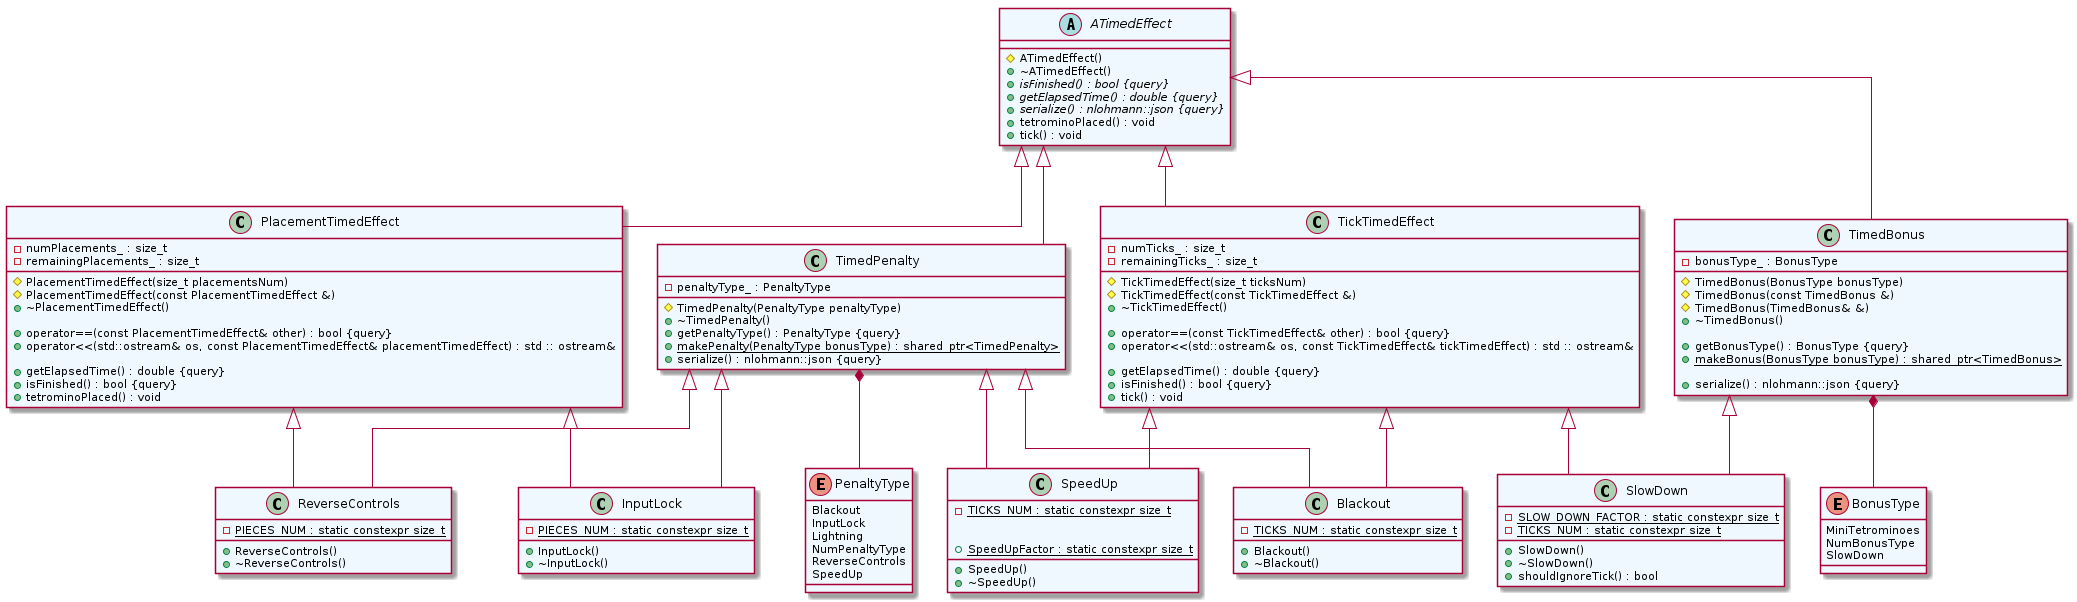 A ATimedEffect
ATimedEffect()
~ATimedEffect()
isFinished() : bool {query}
getElapsedTime() : double {query}
serialize() : nlohmann::json {query}
tetrominoPlaced() : void
tick() : void
C PlacementTimedEffect
numPlacements_ : size_t
remainingPlacements_ : size_t
PlacementTimedEffect(size_t placementsNum)
PlacementTimedEffect(const PlacementTimedEffect &)
~PlacementTimedEffect()
operator==(const PlacementTimedEffect& other) : bool {query}
operator<<(std::ostream& os, const PlacementTimedEffect& placementTimedEffect) : std :: ostream&
getElapsedTime() : double {query}
isFinished() : bool {query}
tetrominoPlaced() : void
C TimedPenalty
penaltyType_ : PenaltyType
TimedPenalty(PenaltyType penaltyType)
~TimedPenalty()
getPenaltyType() : PenaltyType {query}
makePenalty(PenaltyType bonusType) : shared_ptr<TimedPenalty>
serialize() : nlohmann::json {query}
C TickTimedEffect
numTicks_ : size_t
remainingTicks_ : size_t
TickTimedEffect(size_t ticksNum)
TickTimedEffect(const TickTimedEffect &)
~TickTimedEffect()
operator==(const TickTimedEffect& other) : bool {query}
operator<<(std::ostream& os, const TickTimedEffect& tickTimedEffect) : std :: ostream&
getElapsedTime() : double {query}
isFinished() : bool {query}
tick() : void
C TimedBonus
bonusType_ : BonusType
TimedBonus(BonusType bonusType)
TimedBonus(const TimedBonus &)
TimedBonus(TimedBonus& &)
~TimedBonus()
getBonusType() : BonusType {query}
makeBonus(BonusType bonusType) : shared_ptr<TimedBonus>
serialize() : nlohmann::json {query}
C ReverseControls
PIECES_NUM : static constexpr size_t
ReverseControls()
~ReverseControls()
C InputLock
PIECES_NUM : static constexpr size_t
InputLock()
~InputLock()
E PenaltyType
Blackout
InputLock
Lightning
NumPenaltyType
ReverseControls
SpeedUp
C SpeedUp
TICKS_NUM : static constexpr size_t
SpeedUpFactor : static constexpr size_t
SpeedUp()
~SpeedUp()
C Blackout
TICKS_NUM : static constexpr size_t
Blackout()
~Blackout()
C SlowDown
SLOW_DOWN_FACTOR : static constexpr size_t
TICKS_NUM : static constexpr size_t
SlowDown()
~SlowDown()
shouldIgnoreTick() : bool
E BonusType
MiniTetrominoes
NumBonusType
SlowDown